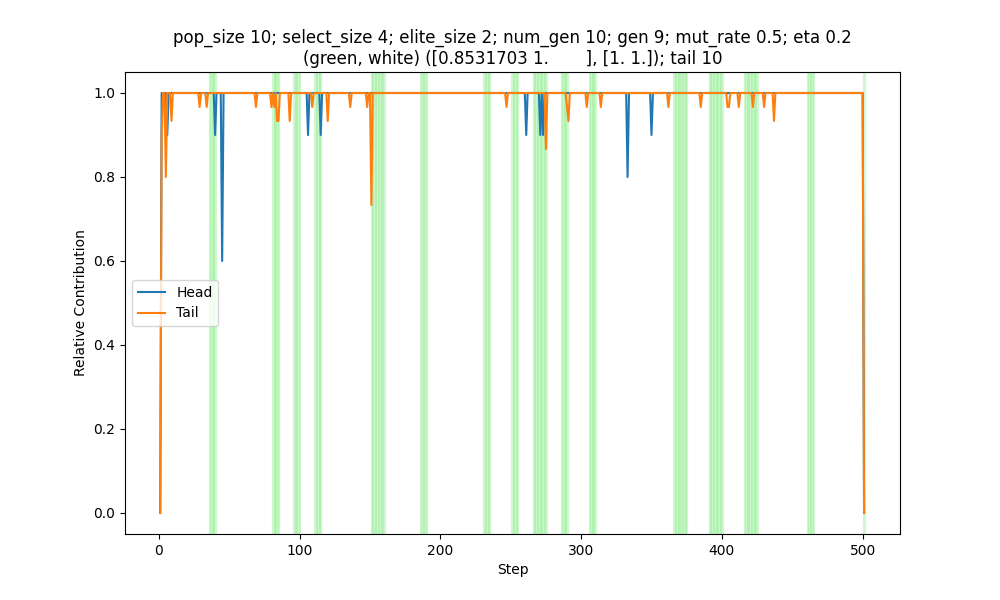 pop_size 10; select_size 4; elite_size 2; num_gen 10; gen 9; mut_rate 0.5; eta 0.2
(green, white) ([0.8531703 1.        ], [1. 1.]); tail 10
1.0
0.8
0.6
0.4
0.2
0.0
Relative Contribution
Head
Tail
0 100 200 300 400 500
Step